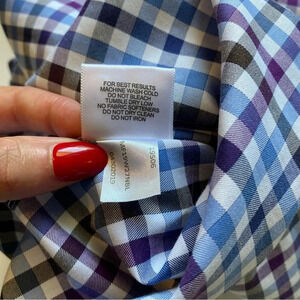 FOR BEST RESULTS
MACHINE WASH COLD
DO NOT BLEACH
TUMBLE DRY LOW
NO FABRIC SOFTENERS
DO NOT DRY CLEAN
DO NOT IRON